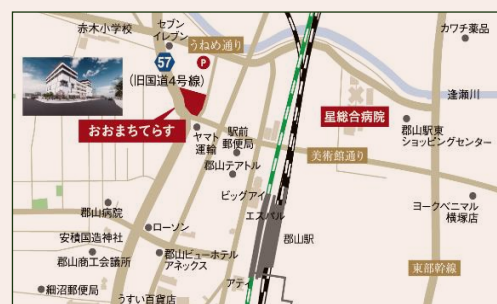 赤木小学校
セブン
イレブン
うねめ通り
カワチ薬品
57
P
(旧国道4号線)
逢瀬川
おおまちてらす
星総合病院
ヤマト
運輸
駅前
郵便局
郡山駅東
ショッピングセンター
美術館通り
郡山テアトル
ビッグアイ
郡山病院
エスパル
ヨークベニマル
横塚店
ローソン
安積国造神社
郡山駅
郡山商工会議所
郡山ビューホテル
アネックス
東部幹線
アティ
細沼郵便局
うすい百貨店